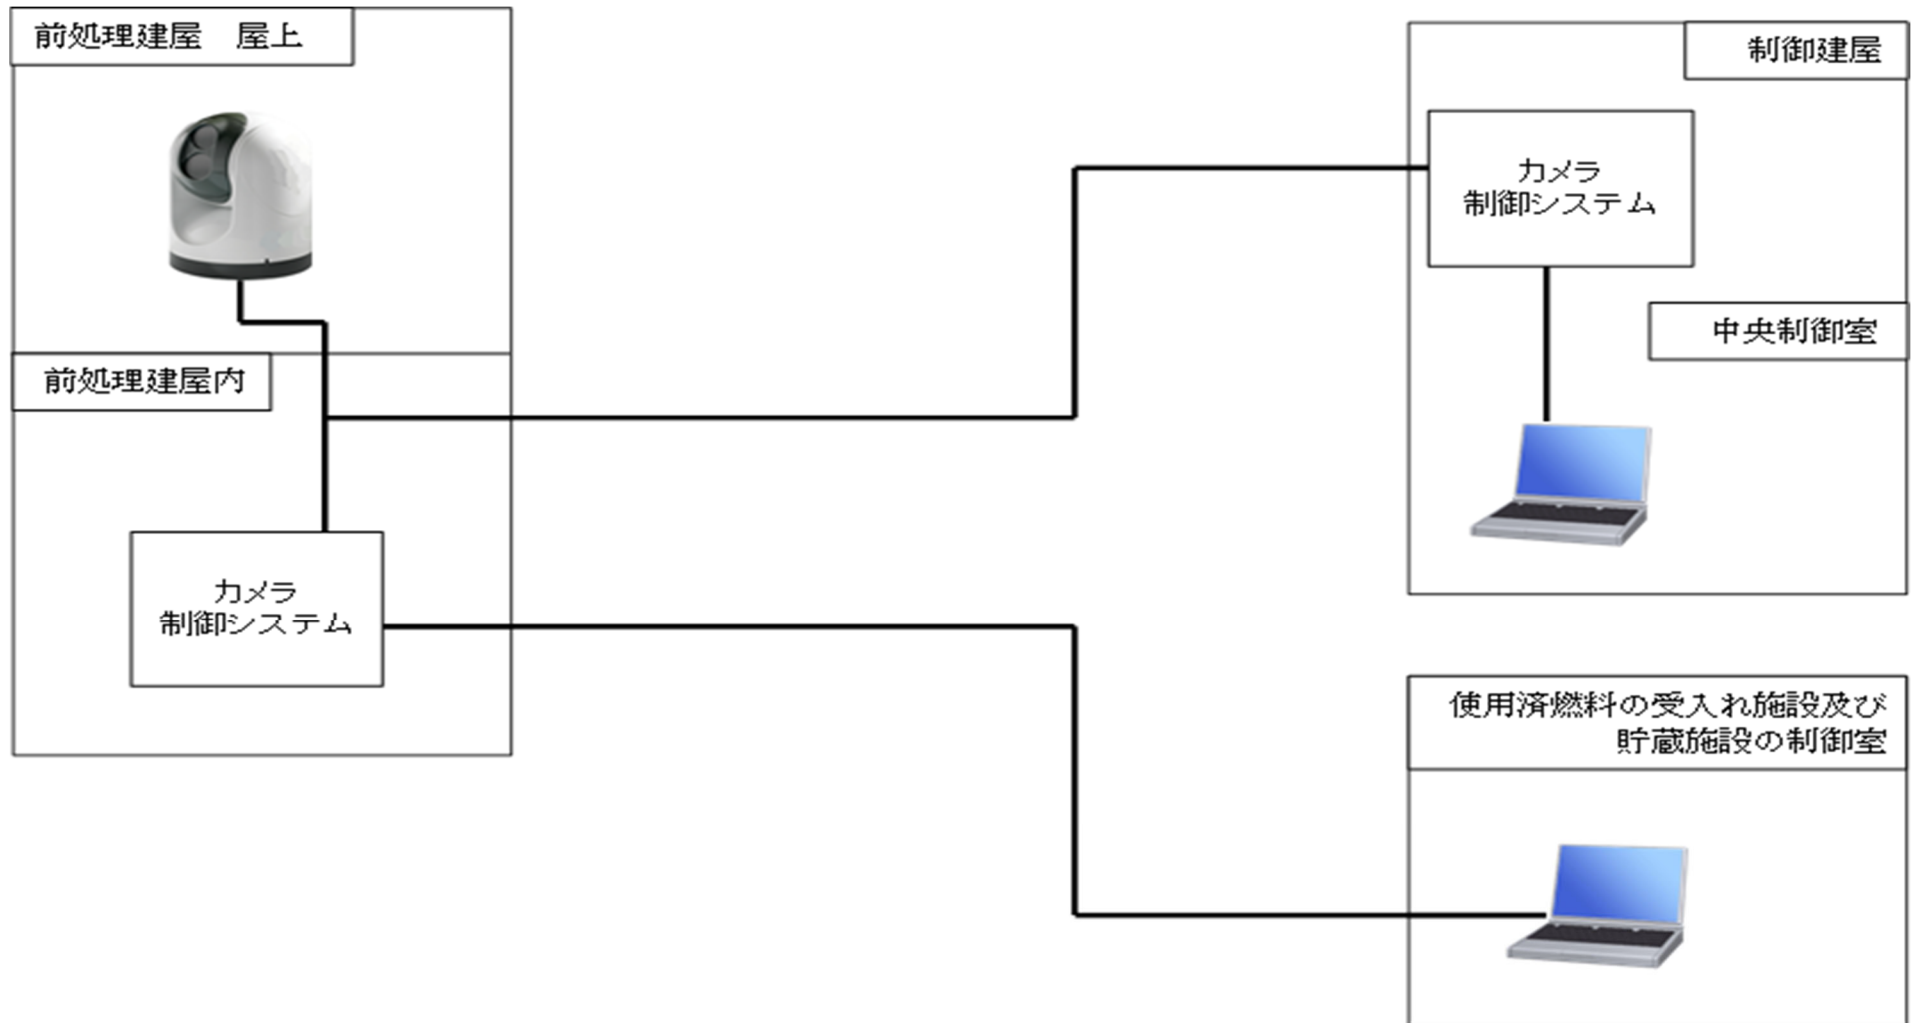 前処理建屋　屋上
前処理建屋内
カメラ
制御システム
制御建屋
カメラ
制御システム
中央制御室
使用済燃料の受入れ施設及び
貯蔵施設の制御室